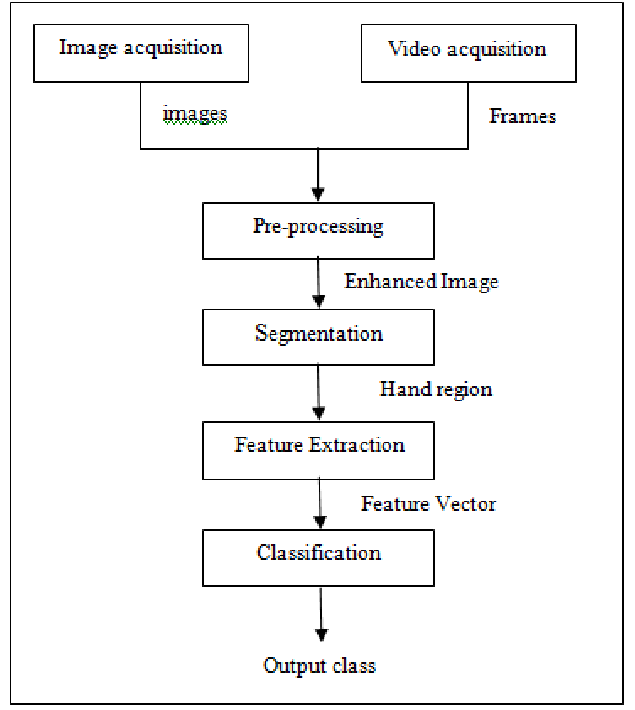 Image acquisition
Video acquisition
images
Frames
Pre-processing
Enhanced Image
Segmentation
Hand region
Feature Extraction
Feature Vector
Classification
Output class